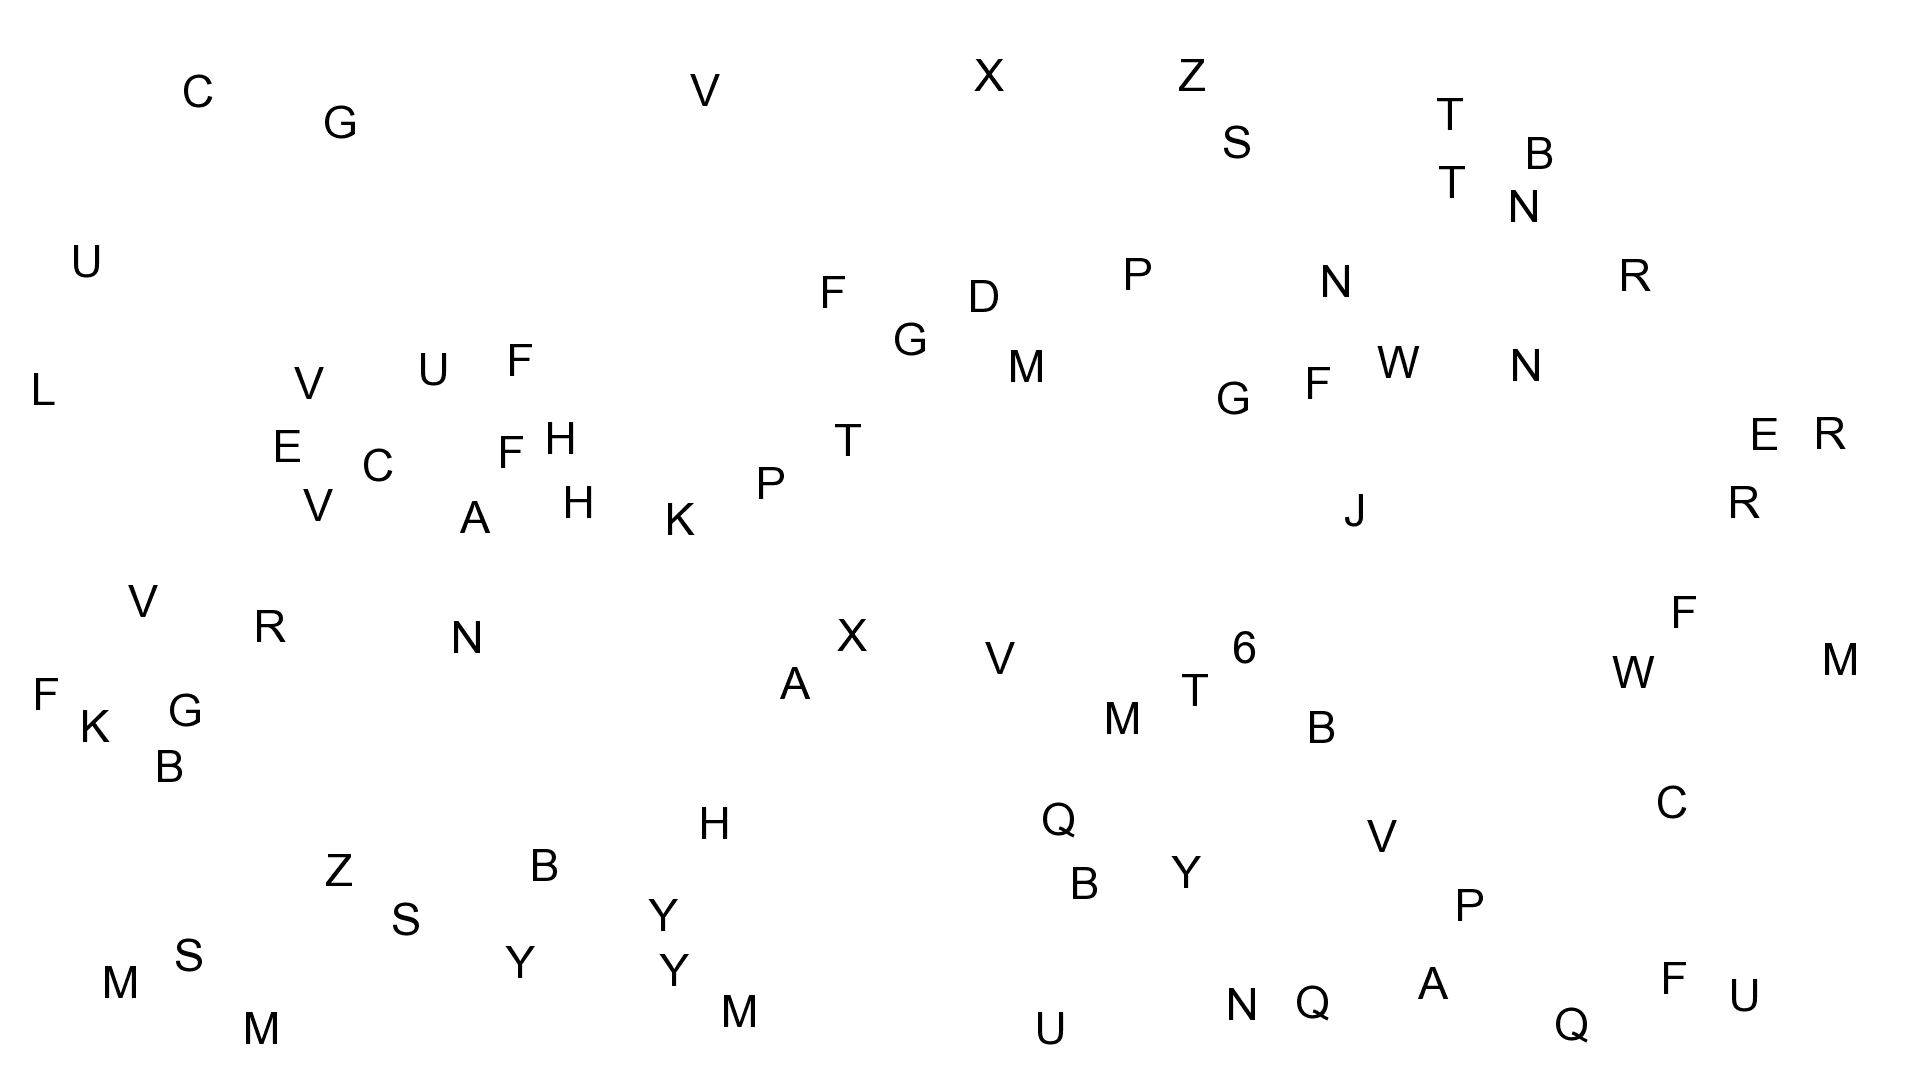 C G V X Z
S T B
T N
U F G D M P N R
L V U F G F W N
E C F H T E R
V A H K P J R
V R N X V 6 F
F K G A M T B W M
B
H Q V C
Z S B Y B Y P
M S Y Y A F U
M M U N Q Q